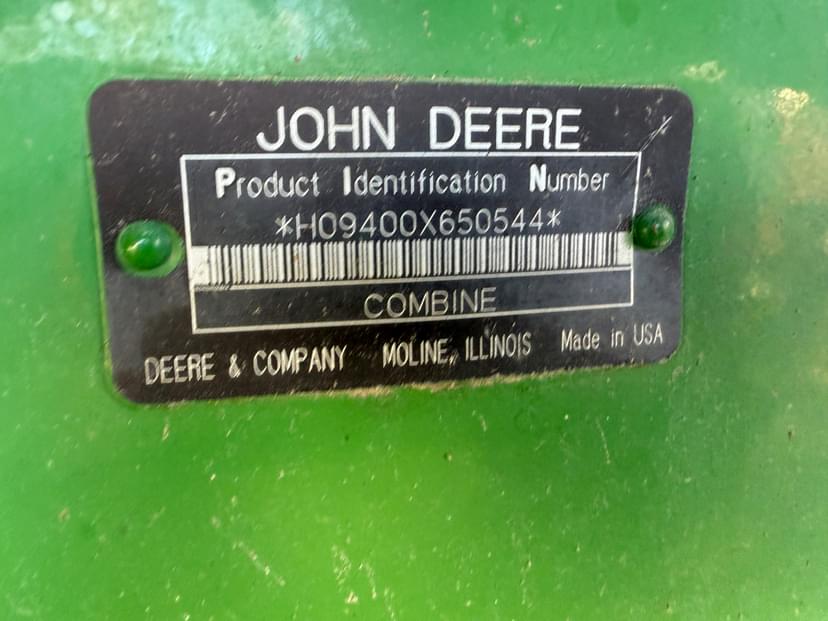 JOHN DEERE
Product Identification Number
*H09400X650544*
COMBINE
DEERE & COMPANY MOLINE, ILLINOIS Made in USA